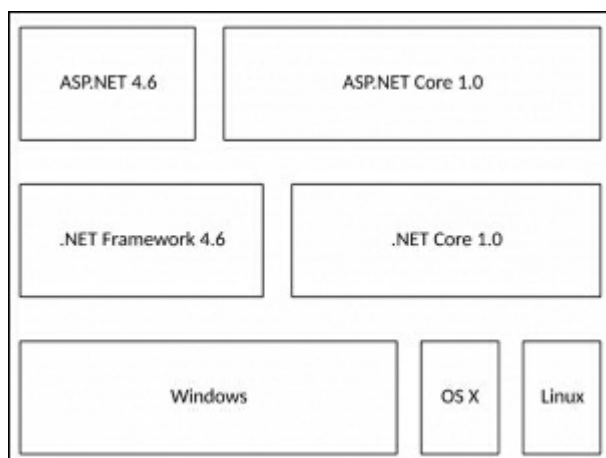 ASP.NET 4.6
ASP.NET Core 1.0
.NET Framework 4.6
.NET Core 1.0
Windows
OS X
Linux